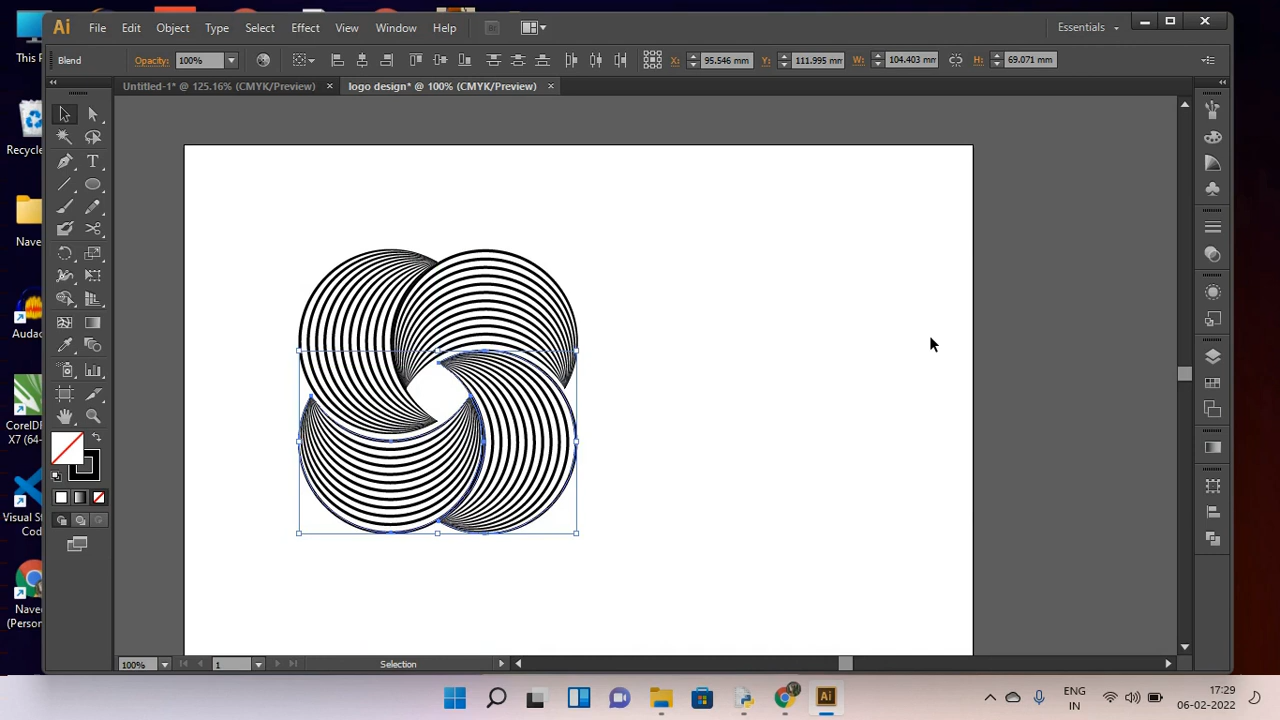 This P
Ai File Edit Object Type Select Effect View Window Help Br Essentials
Blend Opacity: 100% X: 95.546 mm Y: 111.995 mm W: 104.403 mm H: 69.071 mm
Untitled-1* @ 125.16% (CMYK/Preview) × logo design* @ 100% (CMYK/Preview) ×
Recycle
Nave
Audac
CorelDR
X7 (64-
Visual St
Cod
Nave
(Person
100% 1 Selection
Ai
ENG
IN
17:29
06-02-2022